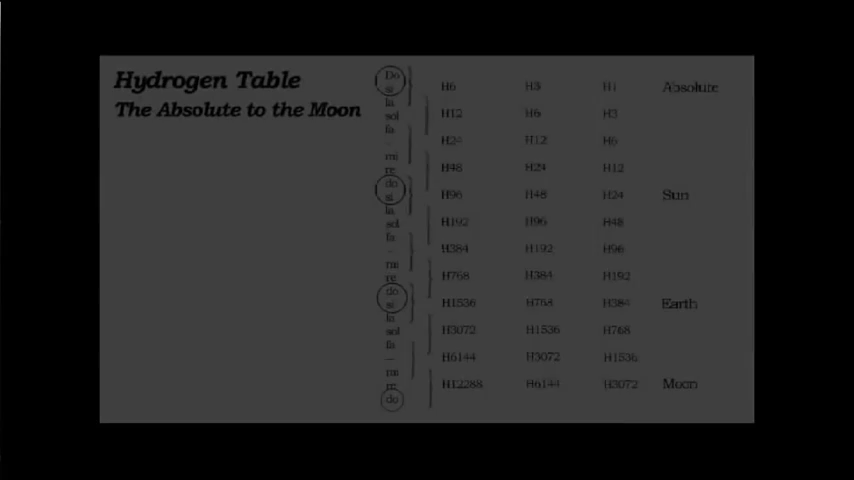 Hydrogen Table
The Absolute to the Moon
Do
si
la
sol
fa
-
mi
re
do
si
la
sol
fa
-
mi
re
do
si
la
sol
fa
-
mi
re
do
H6 H3 H1 Absolute
H12 H6 H3
H24 H12 H6
H48 H24 H12
H96 H48 H24 Sun
H192 H96 H48
H384 H192 H96
H768 H384 H192
H1536 H768 H384 Earth
H3072 H1536 H768
H6144 H3072 H1536
H12288 H6144 H3072 Moon